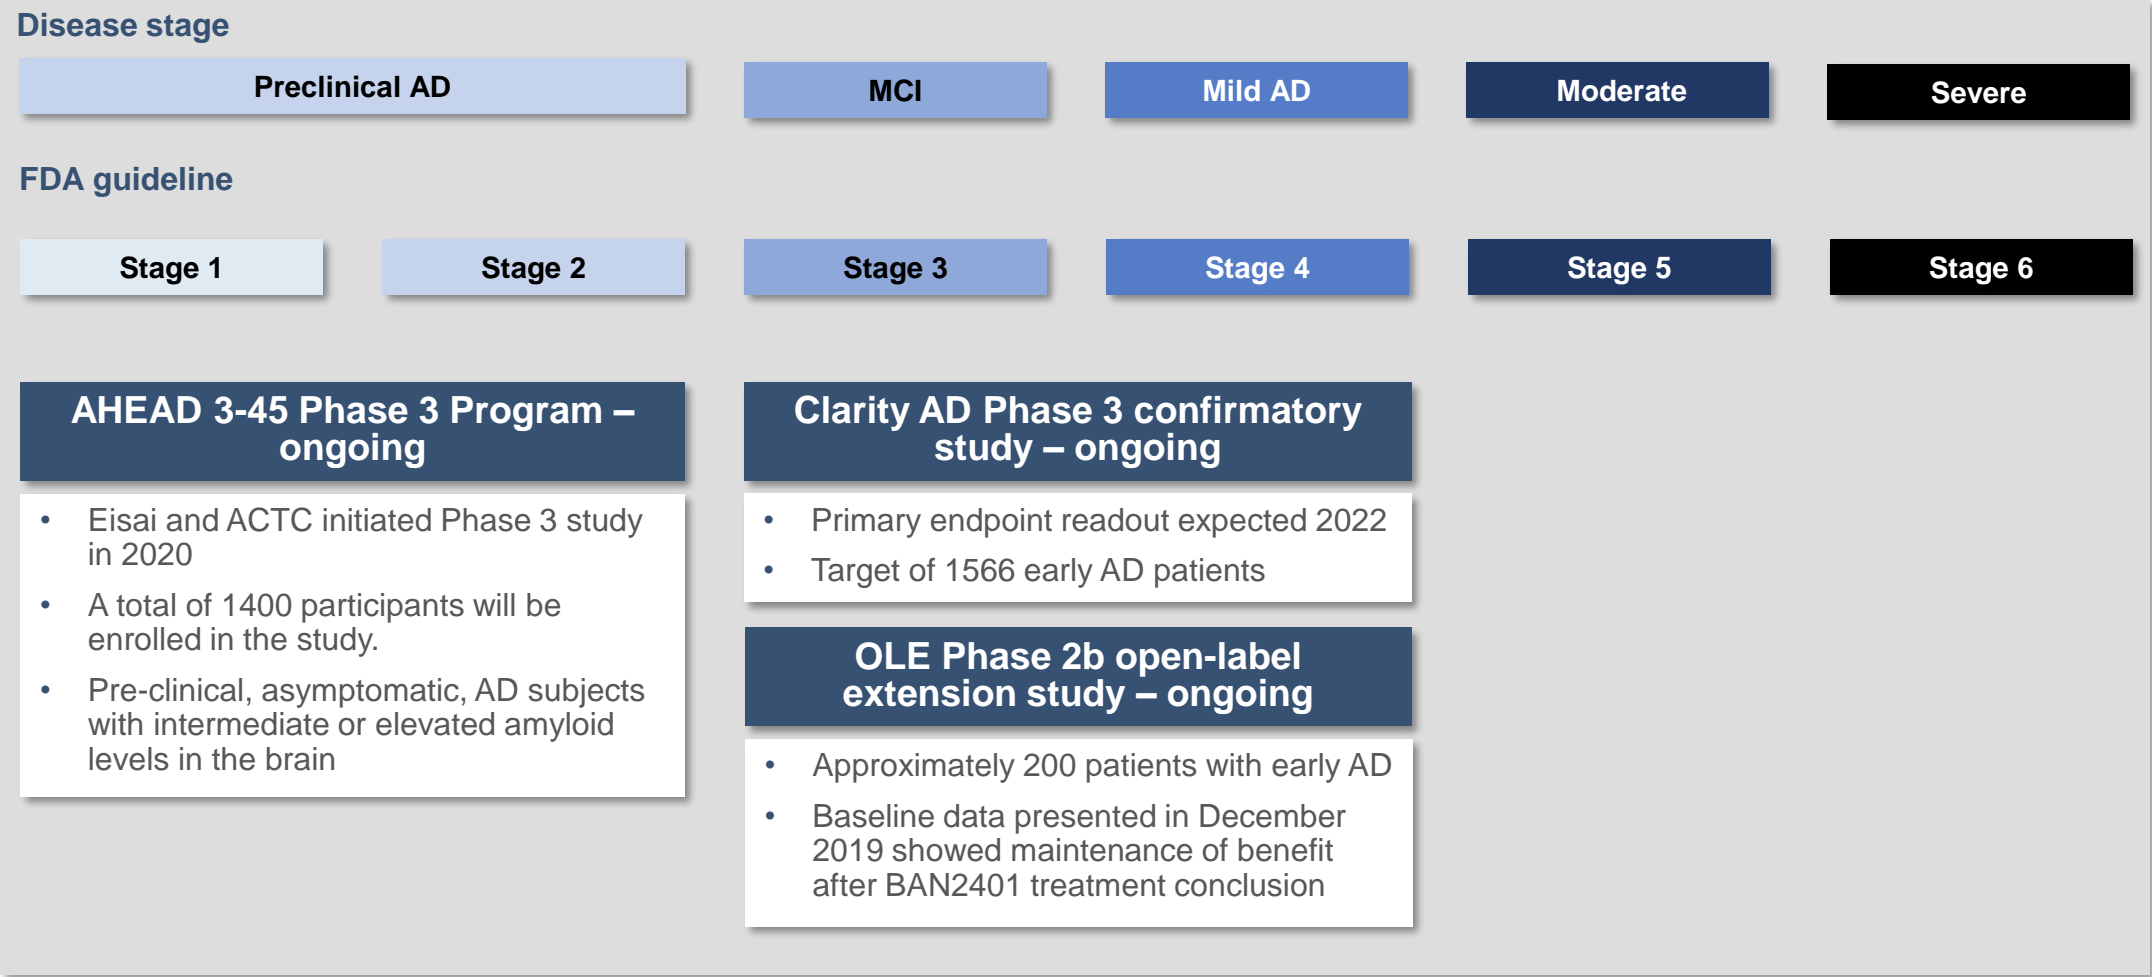 Disease stage
Preclinical AD
MCI
Mild AD
Moderate
Severe
FDA guideline
Stage 1
Stage 2
Stage 3
Stage 4
Stage 5
Stage 6
AHEAD 3-45 Phase 3 Program –
ongoing
• Eisai and ACTC initiated Phase 3 study
in 2020
• A total of 1400 participants will be
enrolled in the study.
• Pre-clinical, asymptomatic, AD subjects
with intermediate or elevated amyloid
levels in the brain
Clarity AD Phase 3 confirmatory
study – ongoing
• Primary endpoint readout expected 2022
• Target of 1566 early AD patients
OLE Phase 2b open-label
extension study – ongoing
• Approximately 200 patients with early AD
• Baseline data presented in December
2019 showed maintenance of benefit
after BAN2401 treatment conclusion